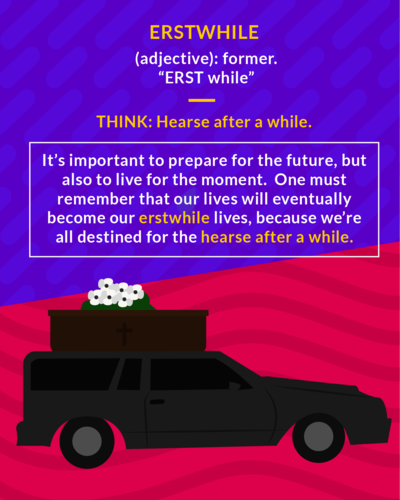 ERSTWHILE
(adjective): former.
“ERST while”
THINK: Hearse after a while.
It’s important to prepare for the future, but
also to live for the moment.  One must
remember that our lives will eventually
become our erstwhile lives, because we’re
all destined for the hearse after a while.